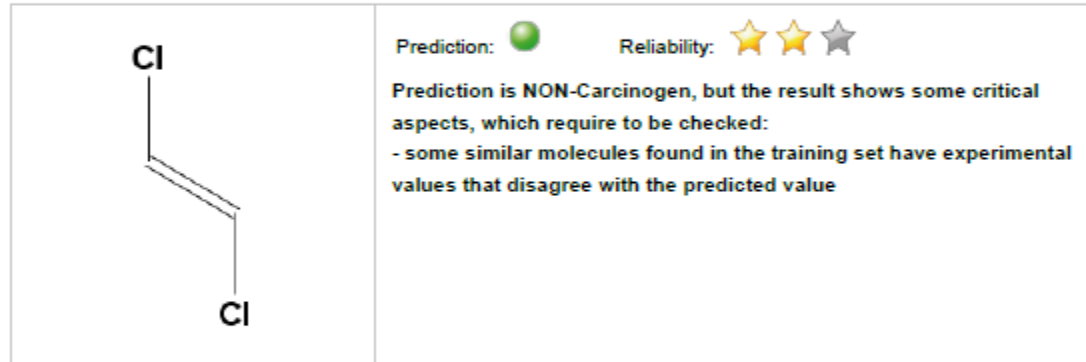 Cl
Cl
Prediction: Reliability:
Prediction is NON-Carcinogen, but the result shows some critical
aspects, which require to be checked:
- some similar molecules found in the training set have experimental
values that disagree with the predicted value